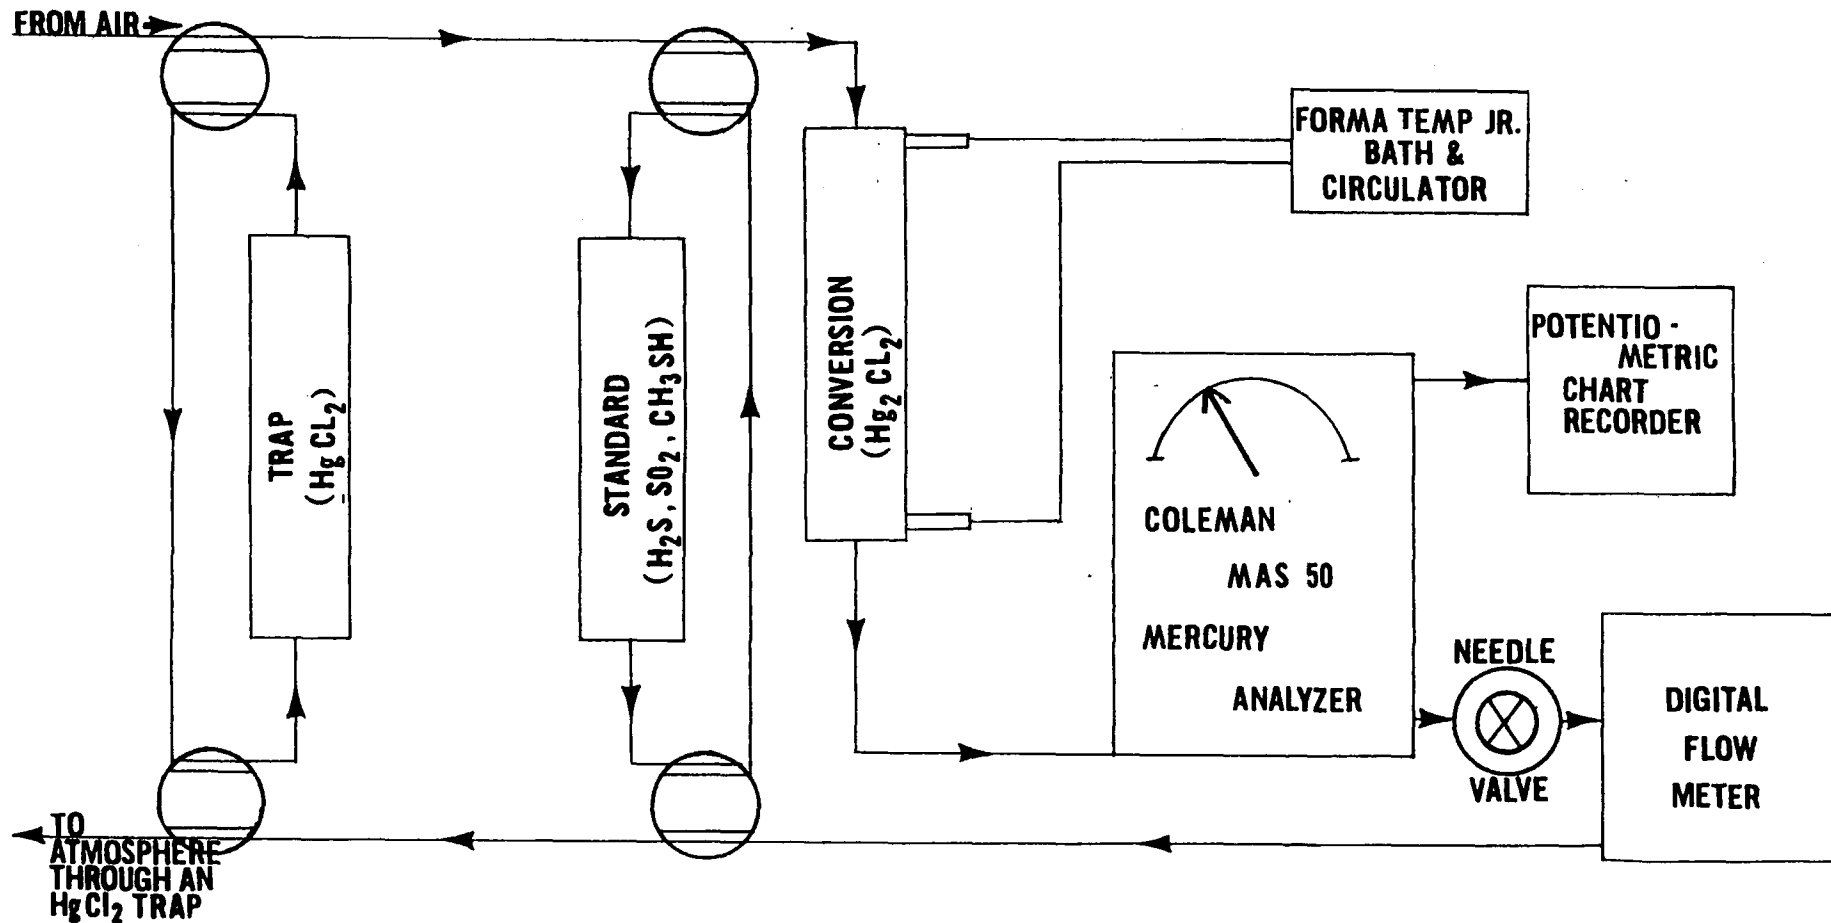 FROM AIR
FORMA TEMP JR.
BATH &
CIRCULATOR
TRAP
(HgCL₂)
STANDARD
(H₂S, SO₂, CH₃SH)
CONVERSION
(Hg₂CL₂)
POTENTIO-
METRIC
CHART
RECORDER
COLEMAN
MAS 50
MERCURY
ANALYZER
NEEDLE
VALVE
DIGITAL
FLOW
METER
TO
ATMOSPHERE
THROUGH AN
HgCl₂ TRAP